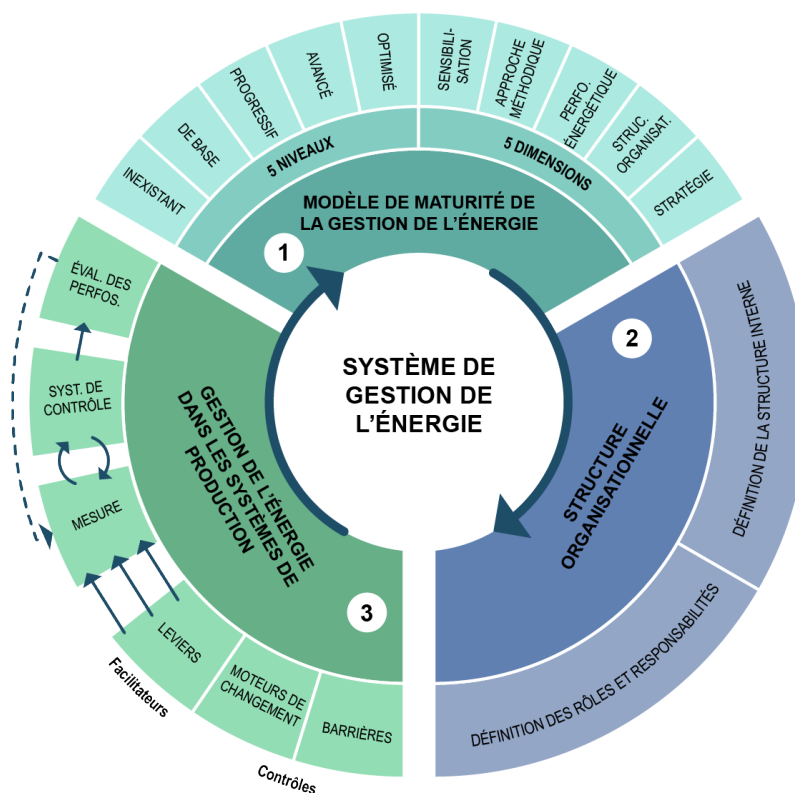 SYSTÈME DE
GESTION DE
L'ÉNERGIE
1
MODÈLE DE MATURITÉ DE
LA GESTION DE L'ÉNERGIE
5 NIVEAUX
INEXISTANT
DE BASE
PROGRESSIF
AVANCÉ
OPTIMISÉ
5 DIMENSIONS
SENSIBILI-
SATION
APPROCHE
MÉTHODIQUE
PERFO.
ÉNERGÉTIQUE
STRUC.
ORGANISAT.
STRATÉGIE
2
STRUCTURE
ORGANISATIONNELLE
DÉFINITION DE LA STRUCTURE INTERNE
DÉFINITION DES RÔLES ET RESPONSABILITÉS
3
GESTION DE L'ÉNERGIE
DANS LES SYSTÈMES DE
PRODUCTION
ÉVAL. DES
PERFOS.
SYST. DE
CONTRÔLE
MESURE
LEVIERS
MOTEURS DE
CHANGEMENT
BARRIÈRES
Facilitateurs
Contrôles